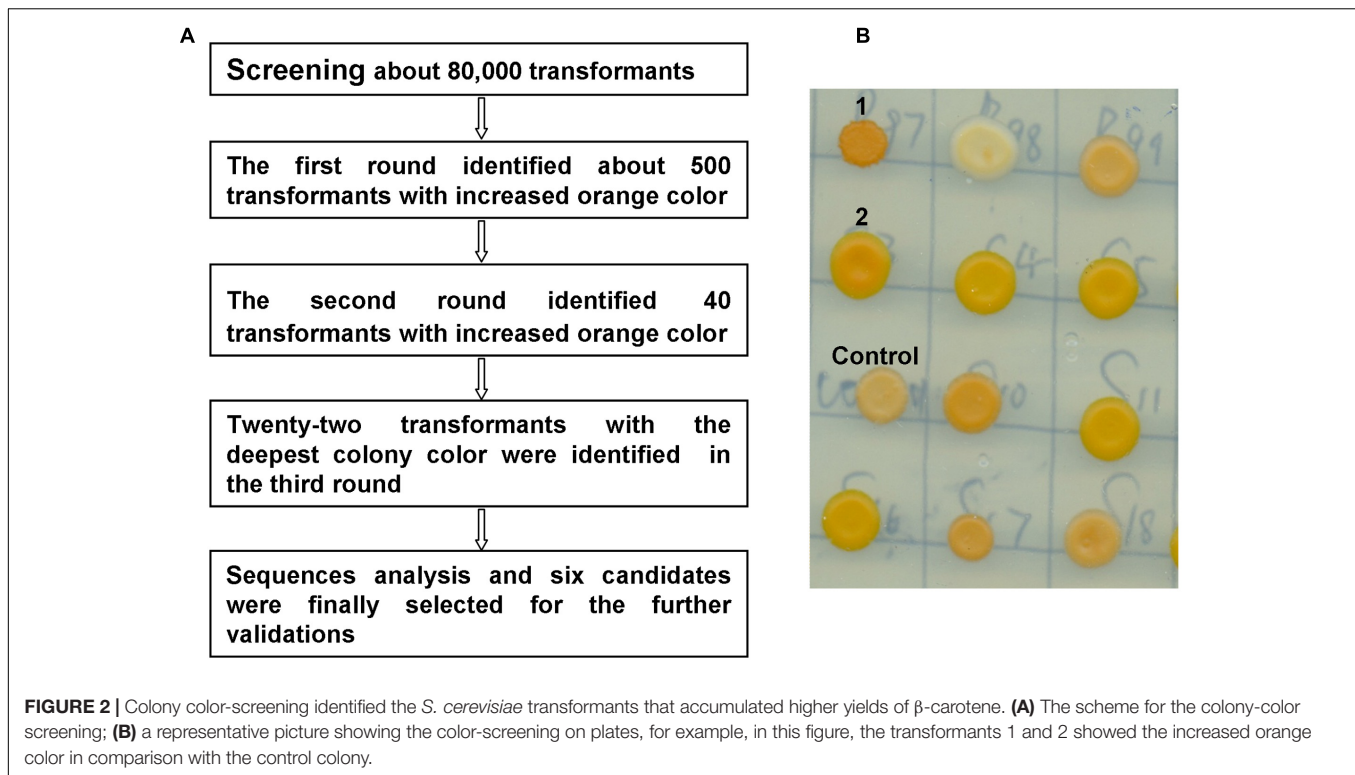 A
B
Screening about 80,000 transformants
The first round identified about 500
transformants with increased orange color
The second round identified 40
transformants with increased orange color
Twenty-two transformants with the
deepest colony color were identified in
the third round
Sequences analysis and six candidates
were finally selected for the further
validations
1
2
Control
FIGURE 2 | Colony color-screening identified the S. cerevisiae transformants that accumulated higher yields of β-carotene. (A) The scheme for the colony-color
screening; (B) a representative picture showing the color-screening on plates, for example, in this figure, the transformants 1 and 2 showed the increased orange
color in comparison with the control colony.